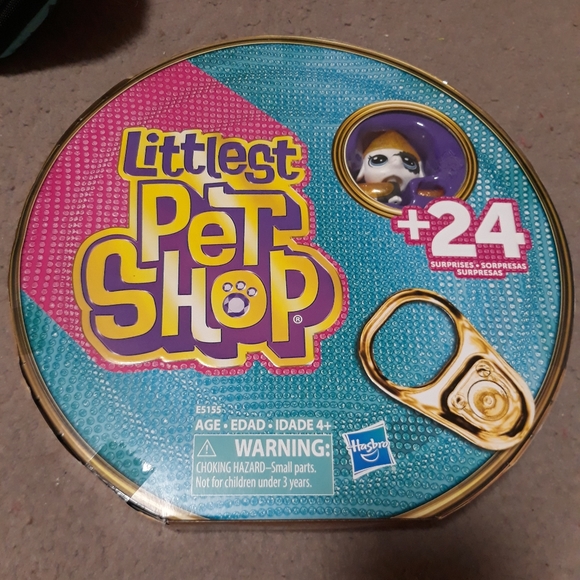 Littlest
PET
SHOP®
+24
SURPRISES • SORPRESAS
SURPRESAS
E5155
AGE • EDAD • IDADE 4+
⚠ WARNING:
CHOKING HAZARD–Small parts.
Not for children under 3 years.
Hasbro